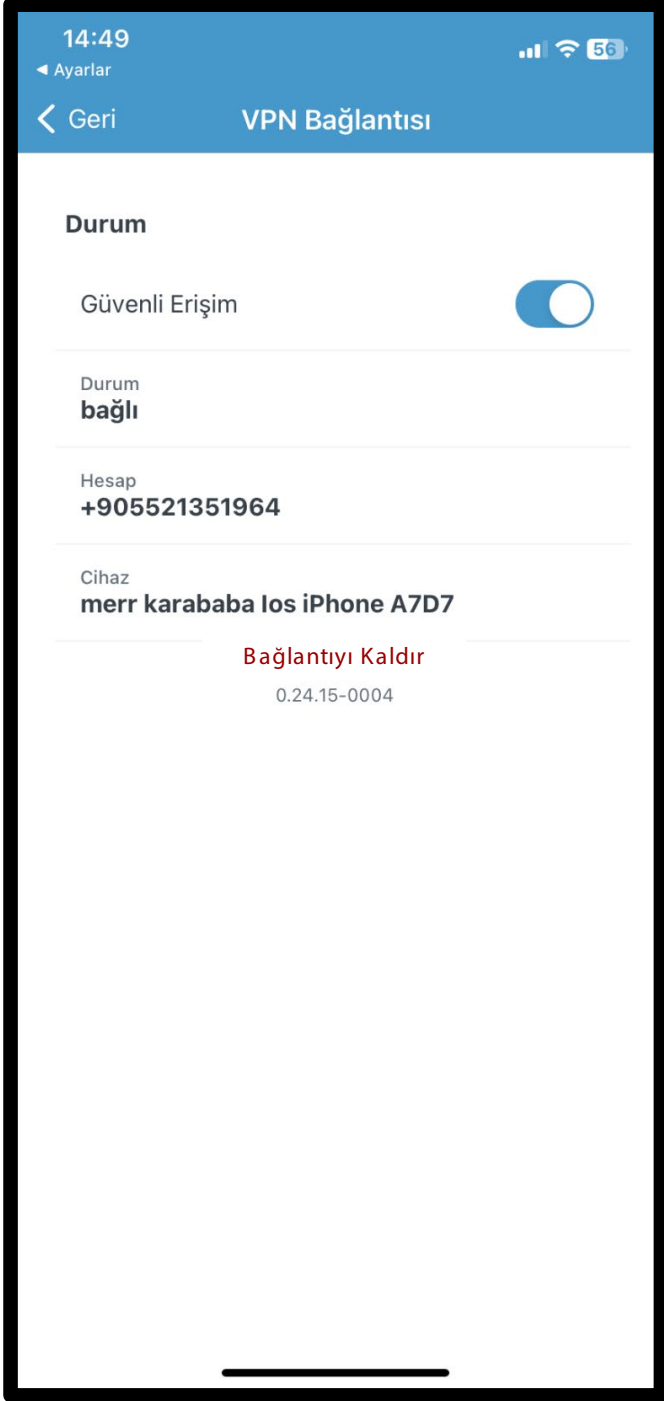 14:49
56
◀ Ayarlar
Geri
VPN Bağlantısı
Durum
Güvenli Erişim
Durum
bağlı
Hesap
+905521351964
Cihaz
merr karababa Ios iPhone A7D7
Bağlantıyı Kaldır
0.24.15-0004